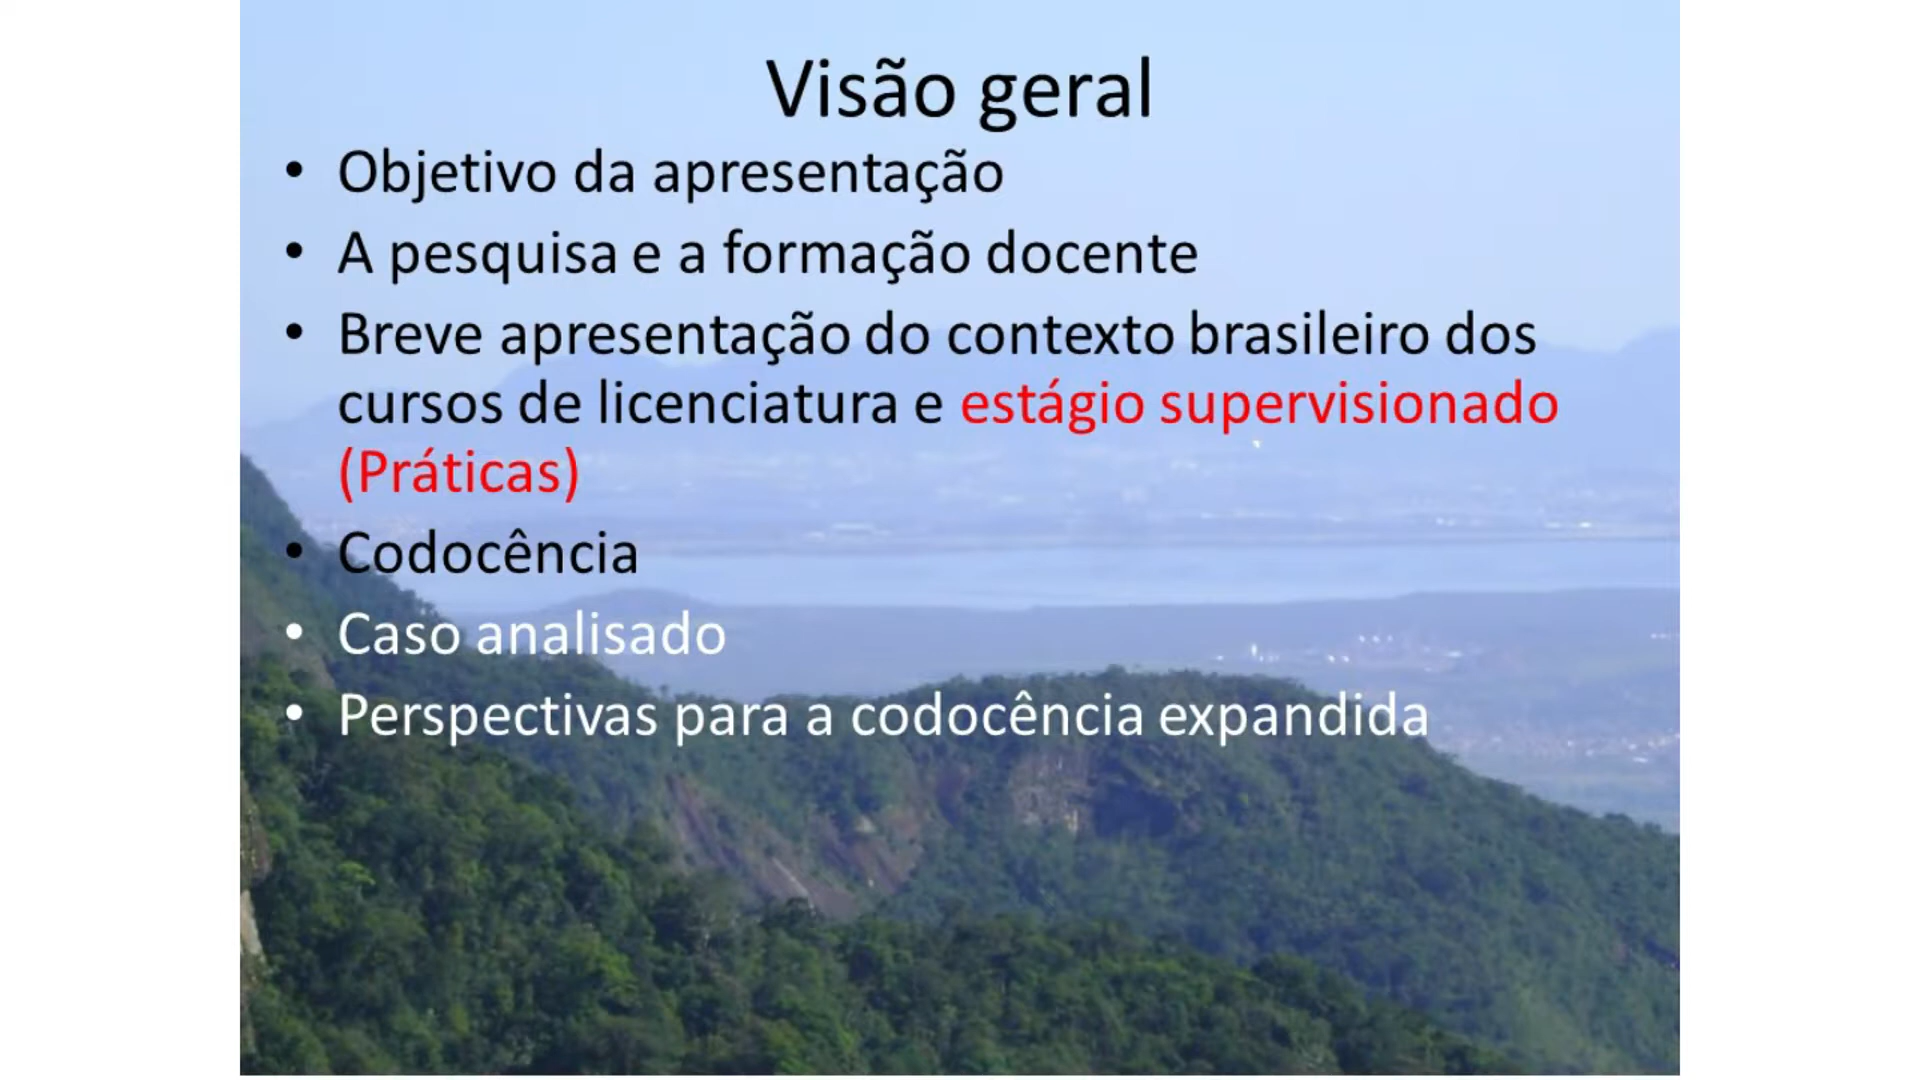 Visão geral
• Objetivo da apresentação
• A pesquisa e a formação docente
• Breve apresentação do contexto brasileiro dos
cursos de licenciatura e estágio supervisionado
(Práticas)
• Codocência
• Caso analisado
• Perspectivas para a codocência expandida